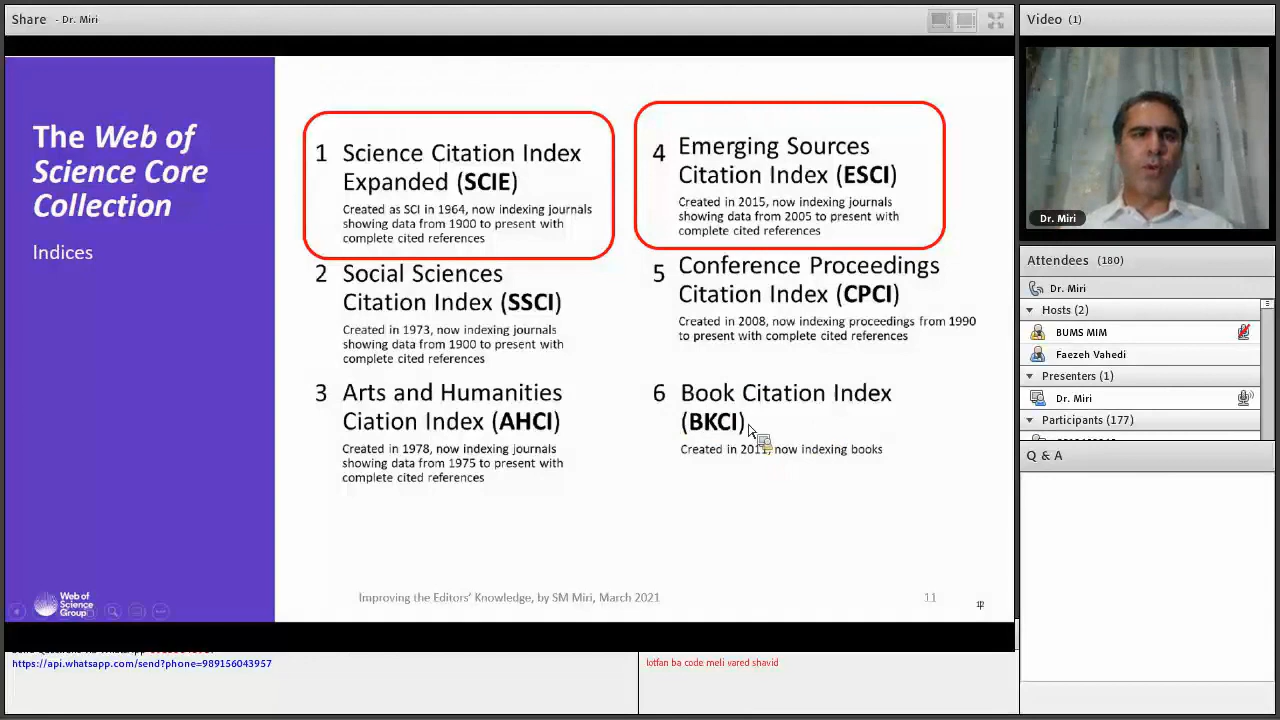 Share - Dr. Miri
The Web of
Science Core
Collection
Indices
1 Science Citation Index
Expanded (SCIE)
Created as SCI in 1964, now indexing journals
showing data from 1900 to present with
complete cited references
2 Social Sciences
Citation Index (SSCI)
Created in 1973, now indexing journals
showing data from 1900 to present with
complete cited references
3 Arts and Humanities
Ciation Index (AHCI)
Created in 1978, now indexing journals
showing data from 1975 to present with
complete cited references
4 Emerging Sources
Citation Index (ESCI)
Created in 2015, now indexing journals
showing data from 2005 to present with
complete cited references
5 Conference Proceedings
Citation Index (CPCI)
Created in 2008, now indexing proceedings from 1990
to present with complete cited references
6 Book Citation Index
(BKCI)
Created in 2011, now indexing books
Web of
Science
Group
Improving the Editors' Knowledge, by SM Miri, March 2021
11
https://api.whatsapp.com/send?phone=989156043957
lotfan ba code meli vared shavid
Video (1)
Dr. Miri
Attendees (180)
Dr. Miri
Hosts (2)
BUMS MIM
Faezeh Vahedi
Presenters (1)
Dr. Miri
Participants (177)
Q & A